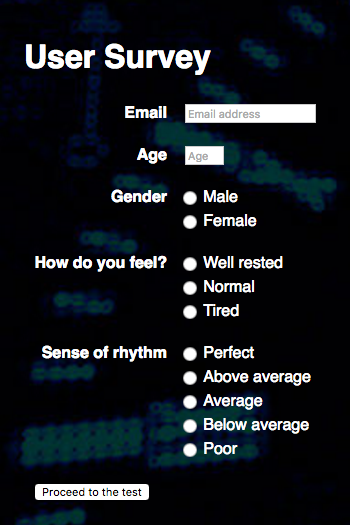 User Survey
Email Email address
Age Age
Gender Male
Female
How do you feel? Well rested
Normal
Tired
Sense of rhythm Perfect
Above average
Average
Below average
Poor
Proceed to the test